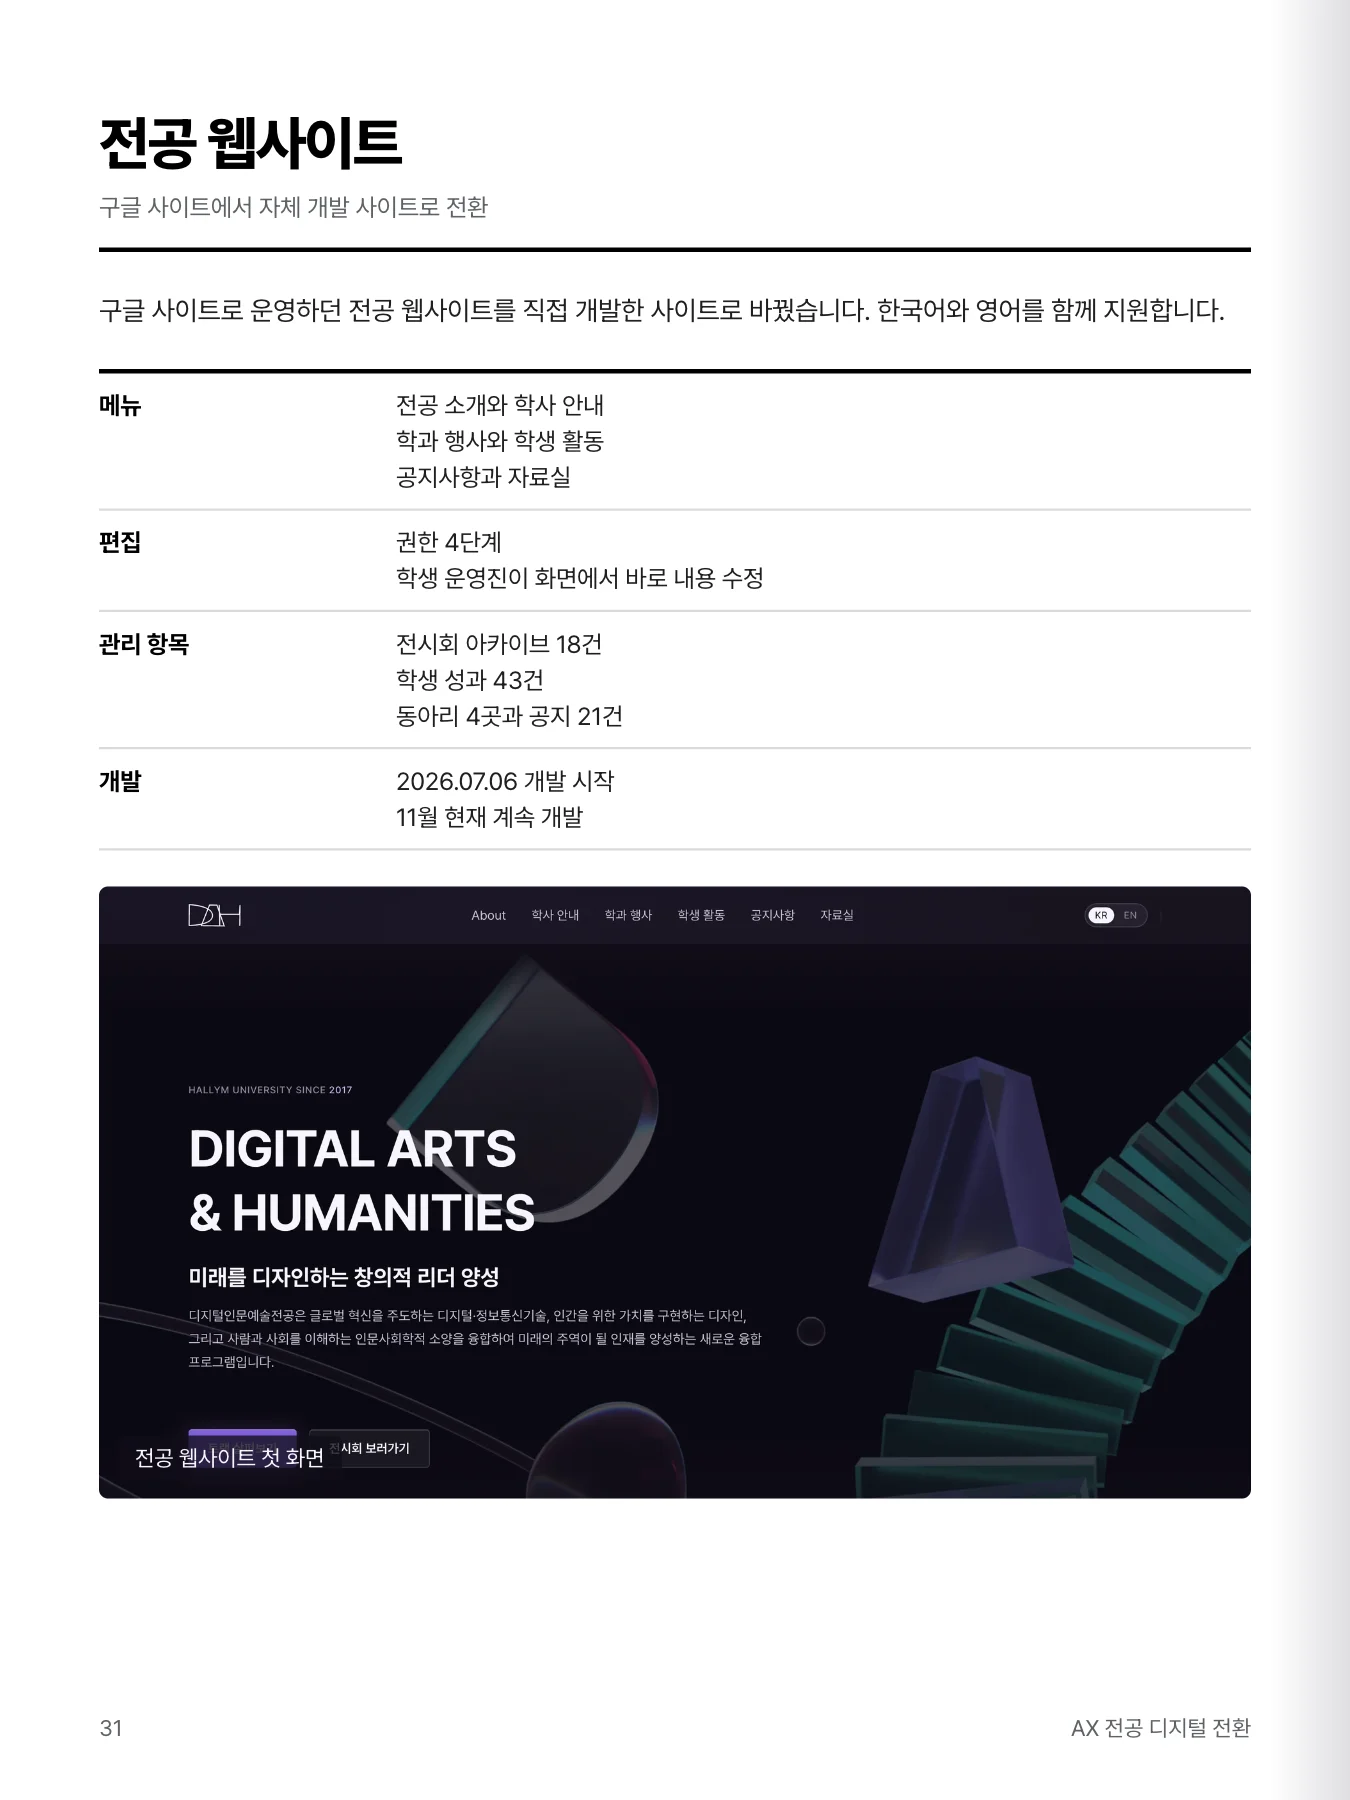 전공 웹사이트
구글 사이트에서 자체 개발 사이트로 전환
구글 사이트로 운영하던 전공 웹사이트를 직접 개발한 사이트로 바꿨습니다. 한국어와 영어를 함께 지원합니다.
메뉴
전공 소개와 학사 안내
학과 행사와 학생 활동
공지사항과 자료실
편집
권한 4단계
학생 운영진이 화면에서 바로 내용 수정
관리 항목
전시회 아카이브 18건
학생 성과 43건
동아리 4곳과 공지 21건
개발
2026.07.06 개발 시작
11월 현재 계속 개발
DAH About 학사 안내 학과 행사 학생 활동 공지사항 자료실 KR EN
HALLYM UNIVERSITY SINCE 2017
DIGITAL ARTS
& HUMANITIES
미래를 디자인하는 창의적 리더 양성
디지털인문예술전공은 글로벌 혁신을 주도하는 디지털·정보통신기술, 인간을 위한 가치를 구현하는 디자인,
그리고 사람과 사회를 이해하는 인문사회학적 소양을 융합하여 미래의 주역이 될 인재를 양성하는 새로운 융합
프로그램입니다.
전시회 보러가기
전공 웹사이트 첫 화면
31
AX 전공 디지털 전환